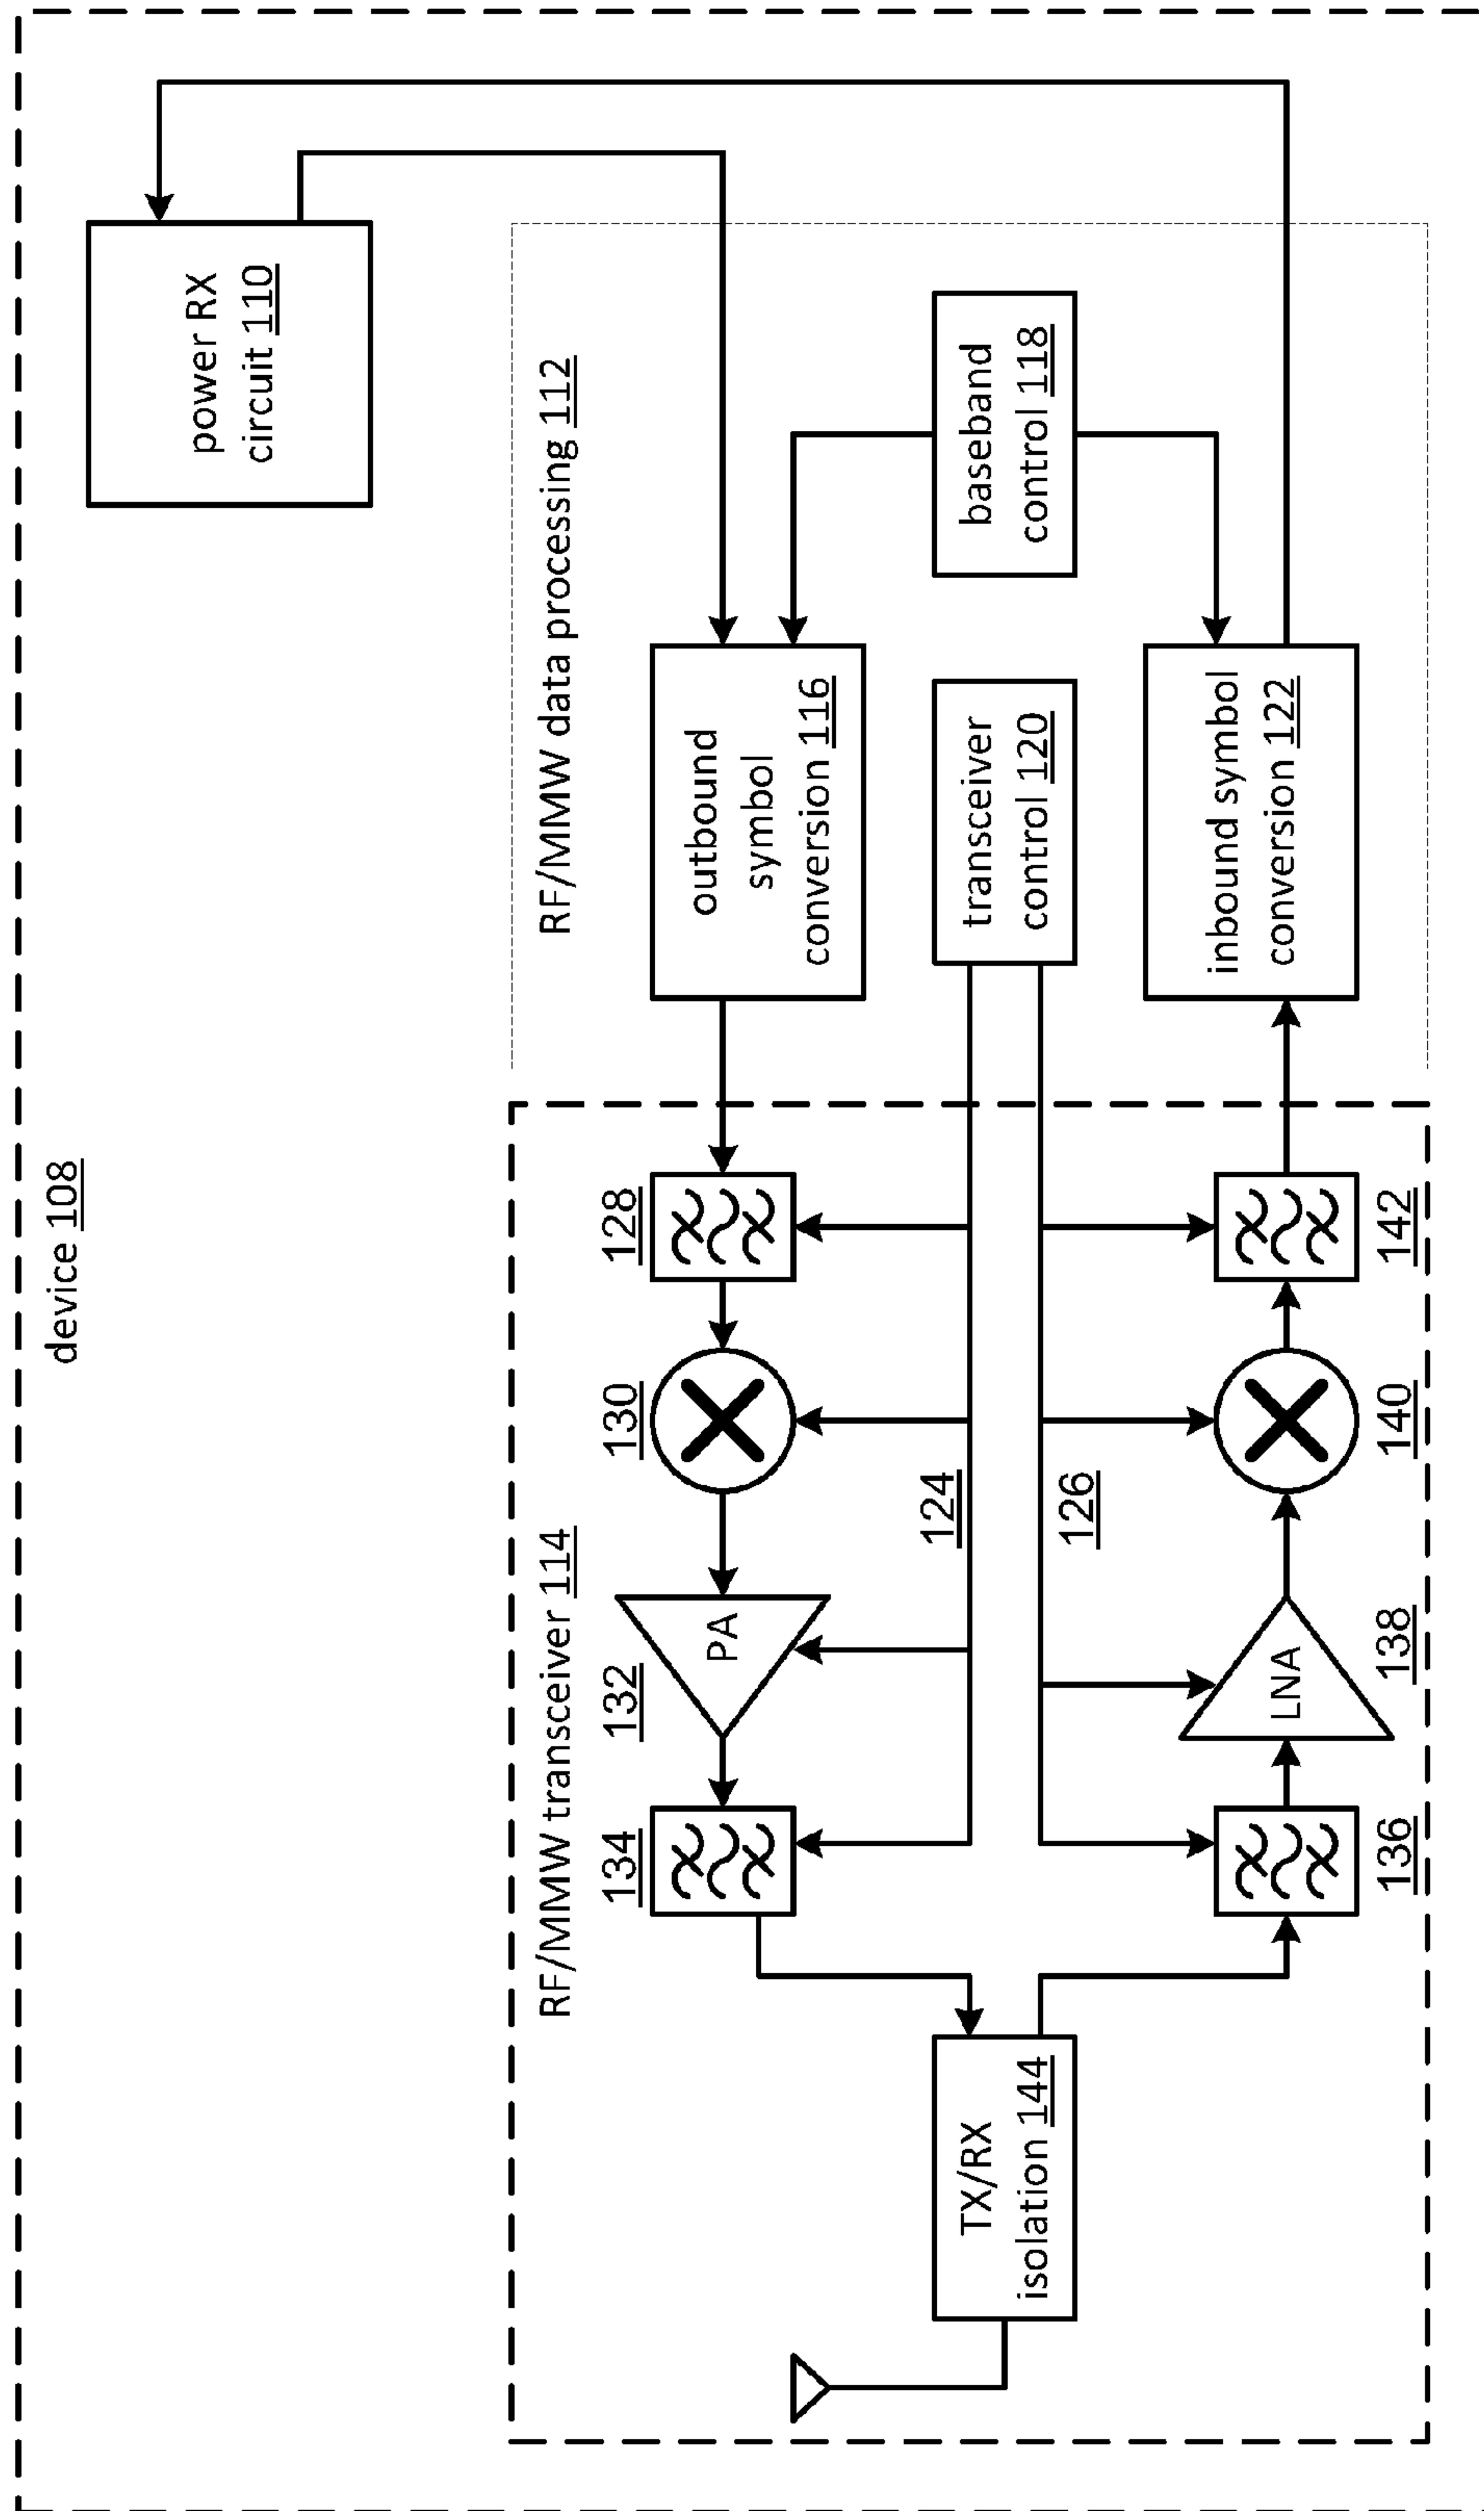 device 108
power RX
circuit 110
RF/MMW transceiver 114
RF/MMW data processing 112
134
132
130
128
PA
outbound
symbol
conversion 116
124
TX/RX
isolation 144
transceiver
control 120
baseband
control 118
126
LNA
inbound symbol
conversion 122
136
138
140
142